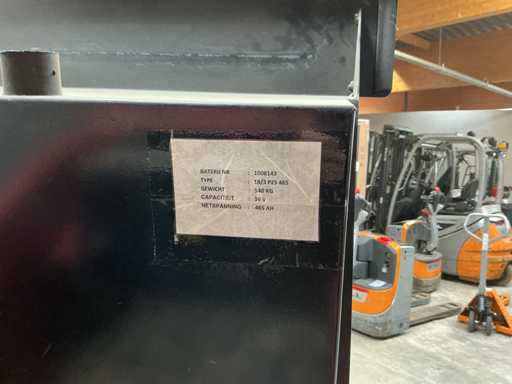 BATERIJ NR : 1008143
TYPE : 18/3 PZS 465
GEWICHT : 540 KG
CAPACITEIT : 36 V
NETSPANNING : 465 AH